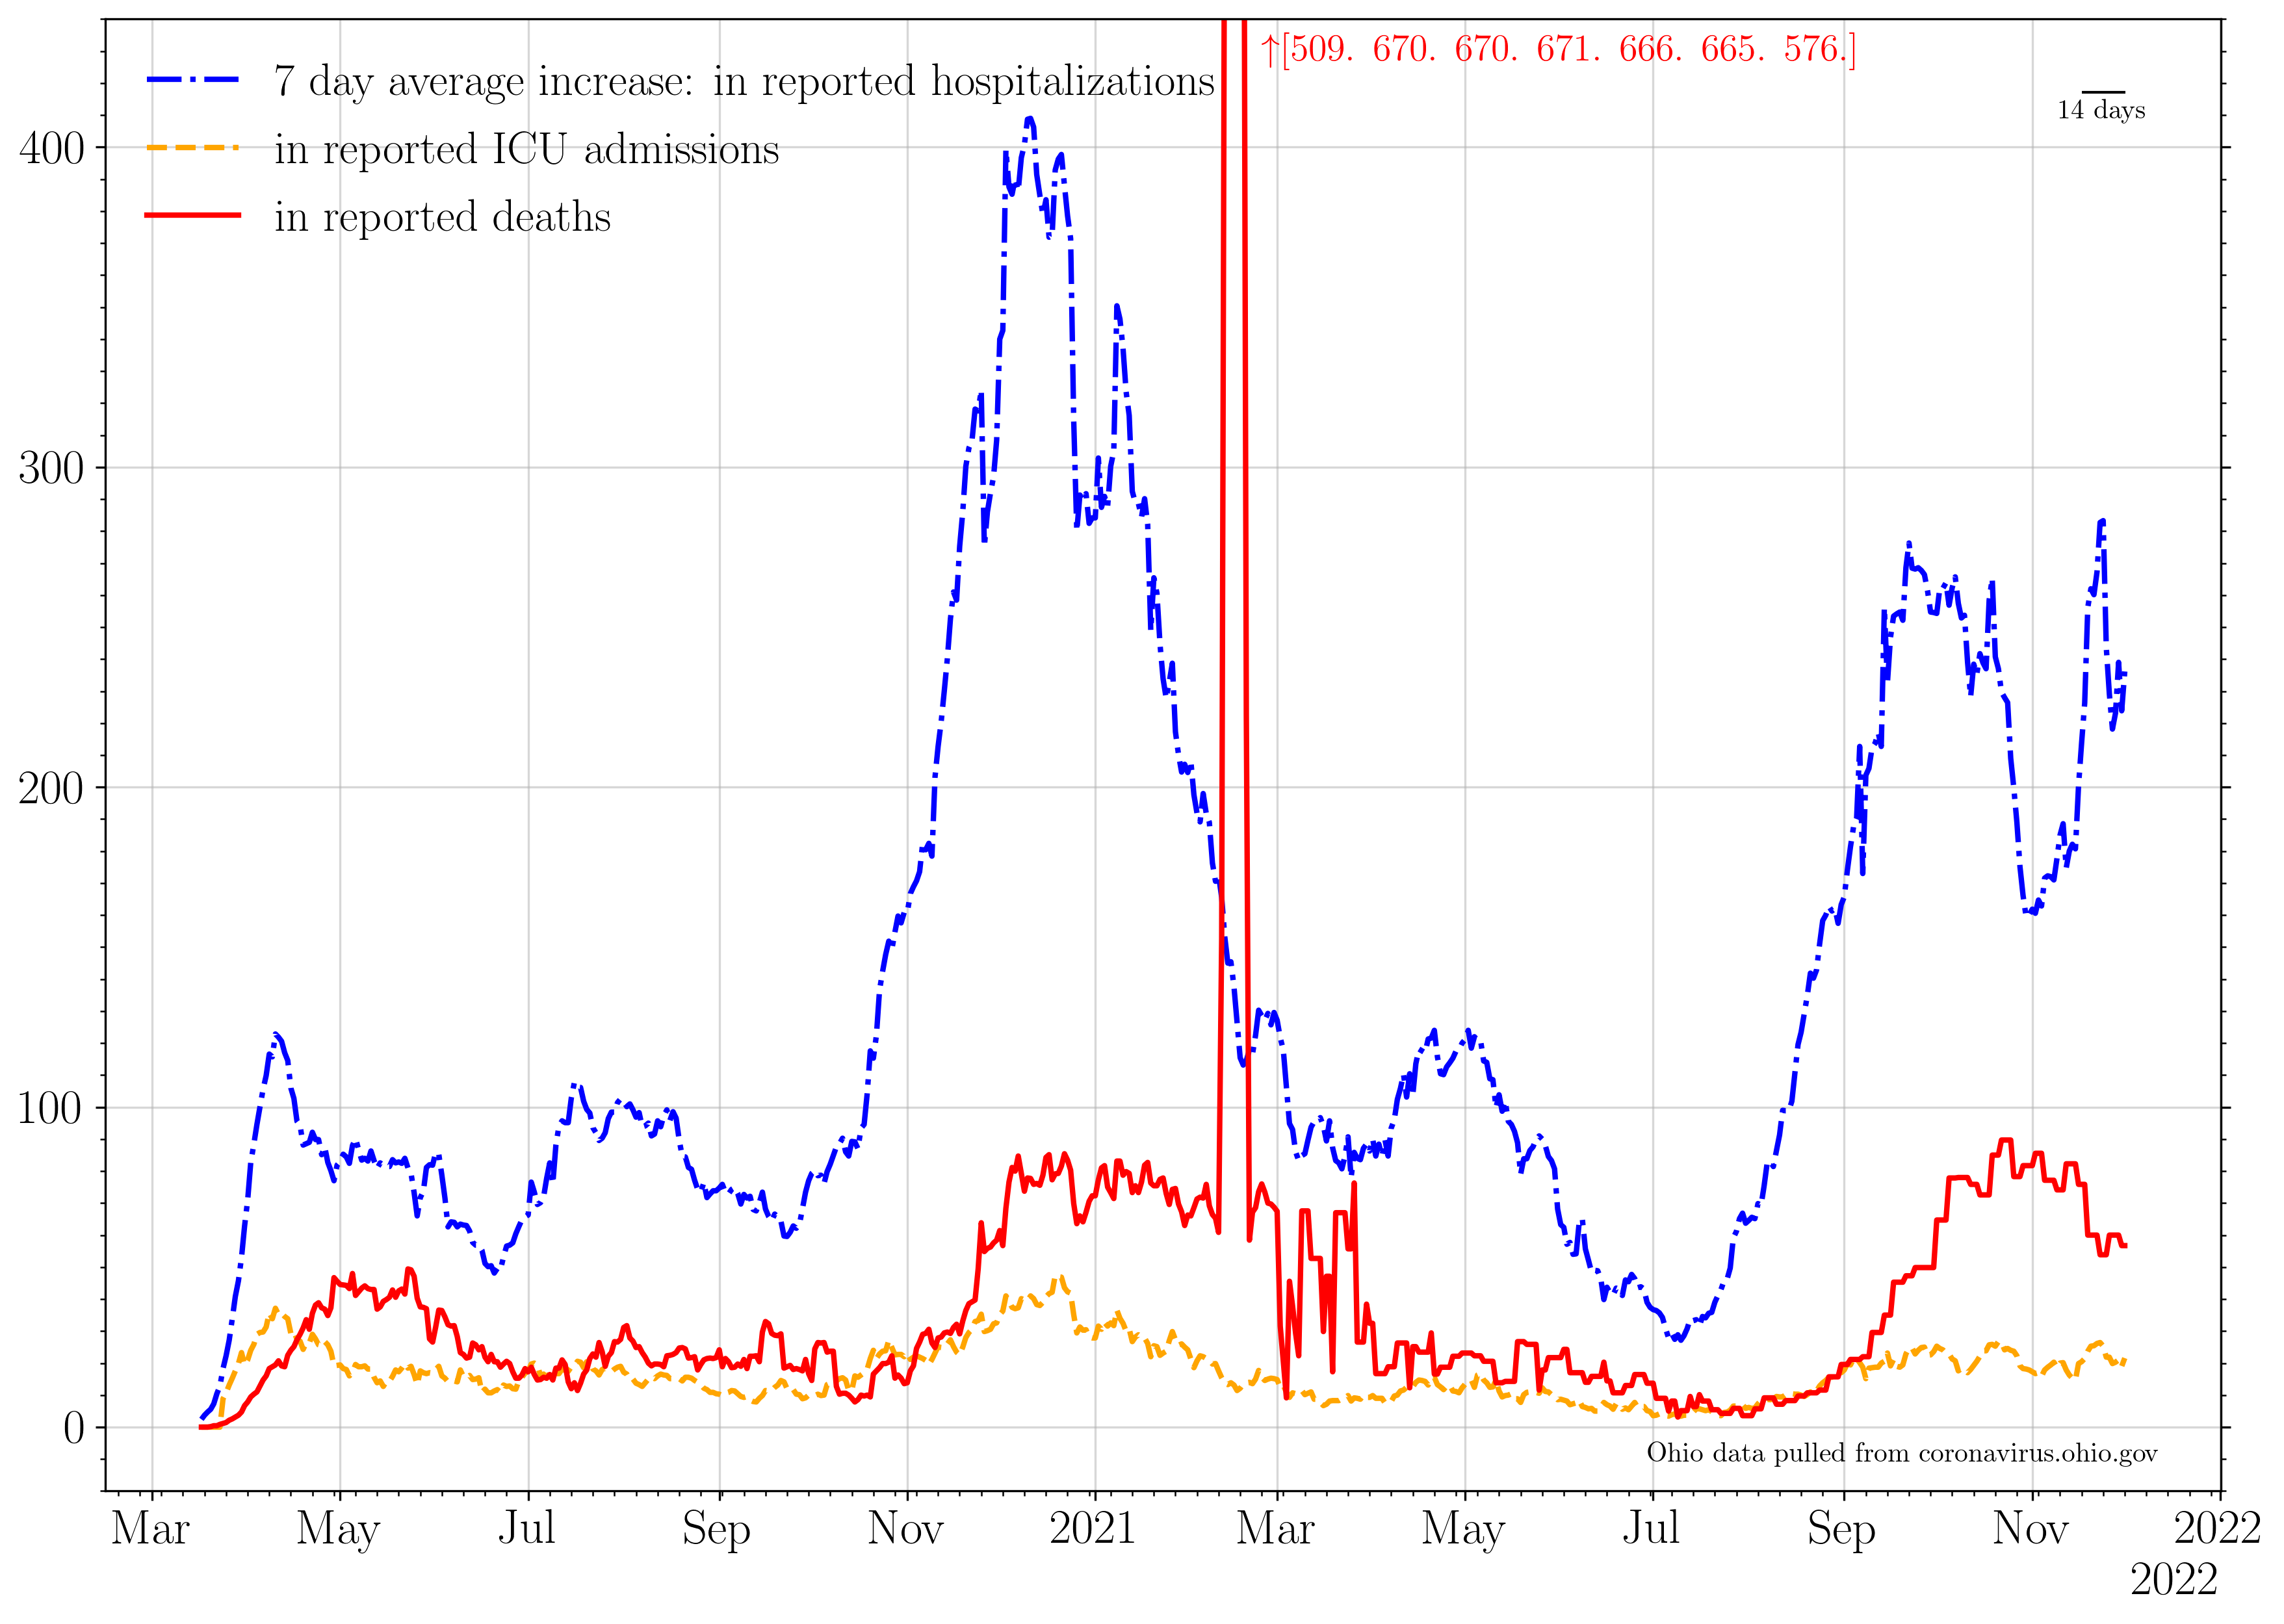 ↑[509. 670. 670. 671. 666. 665. 576.]
7 day average increase: in reported hospitalizations
in reported ICU admissions
in reported deaths
14 days
400
300
200
100
0
Ohio data pulled from coronavirus.ohio.gov
Mar May Jul Sep Nov 2021 Mar May Jul Sep Nov 2022
2022